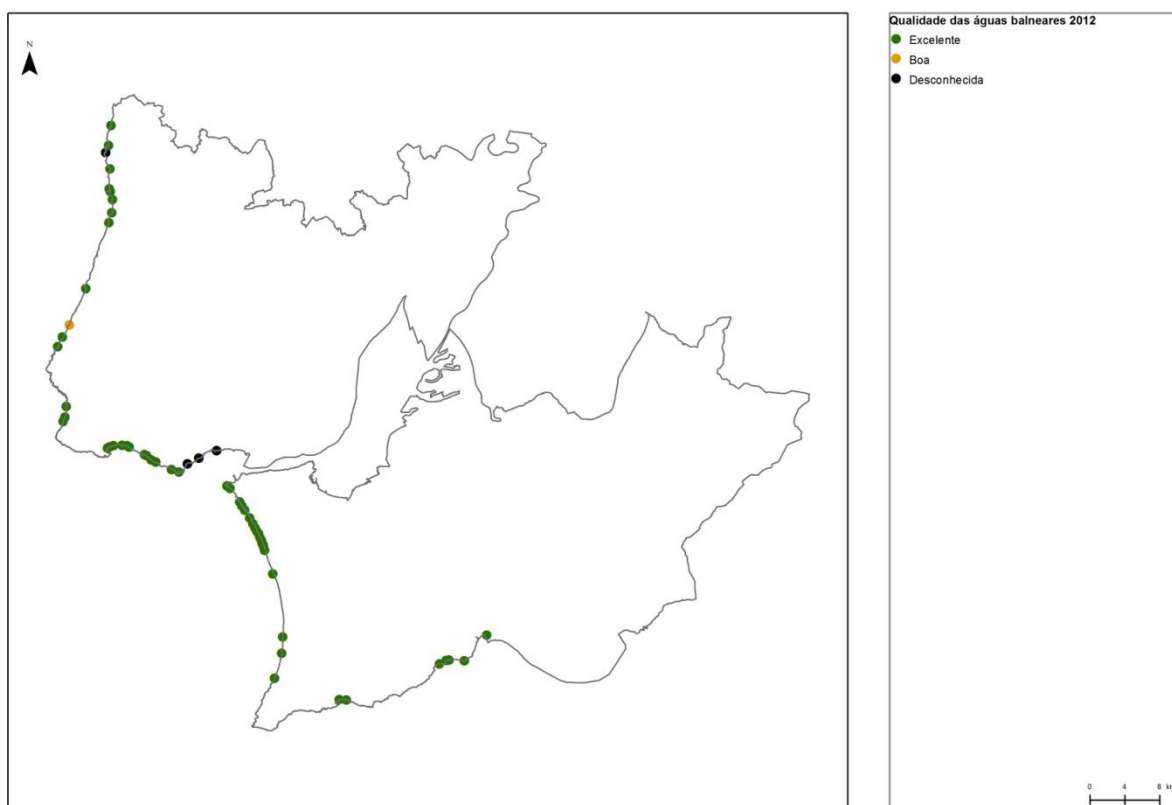 N
Qualidade das águas balneares 2012
Excelente
Boa
Desconhecida
0 4 8